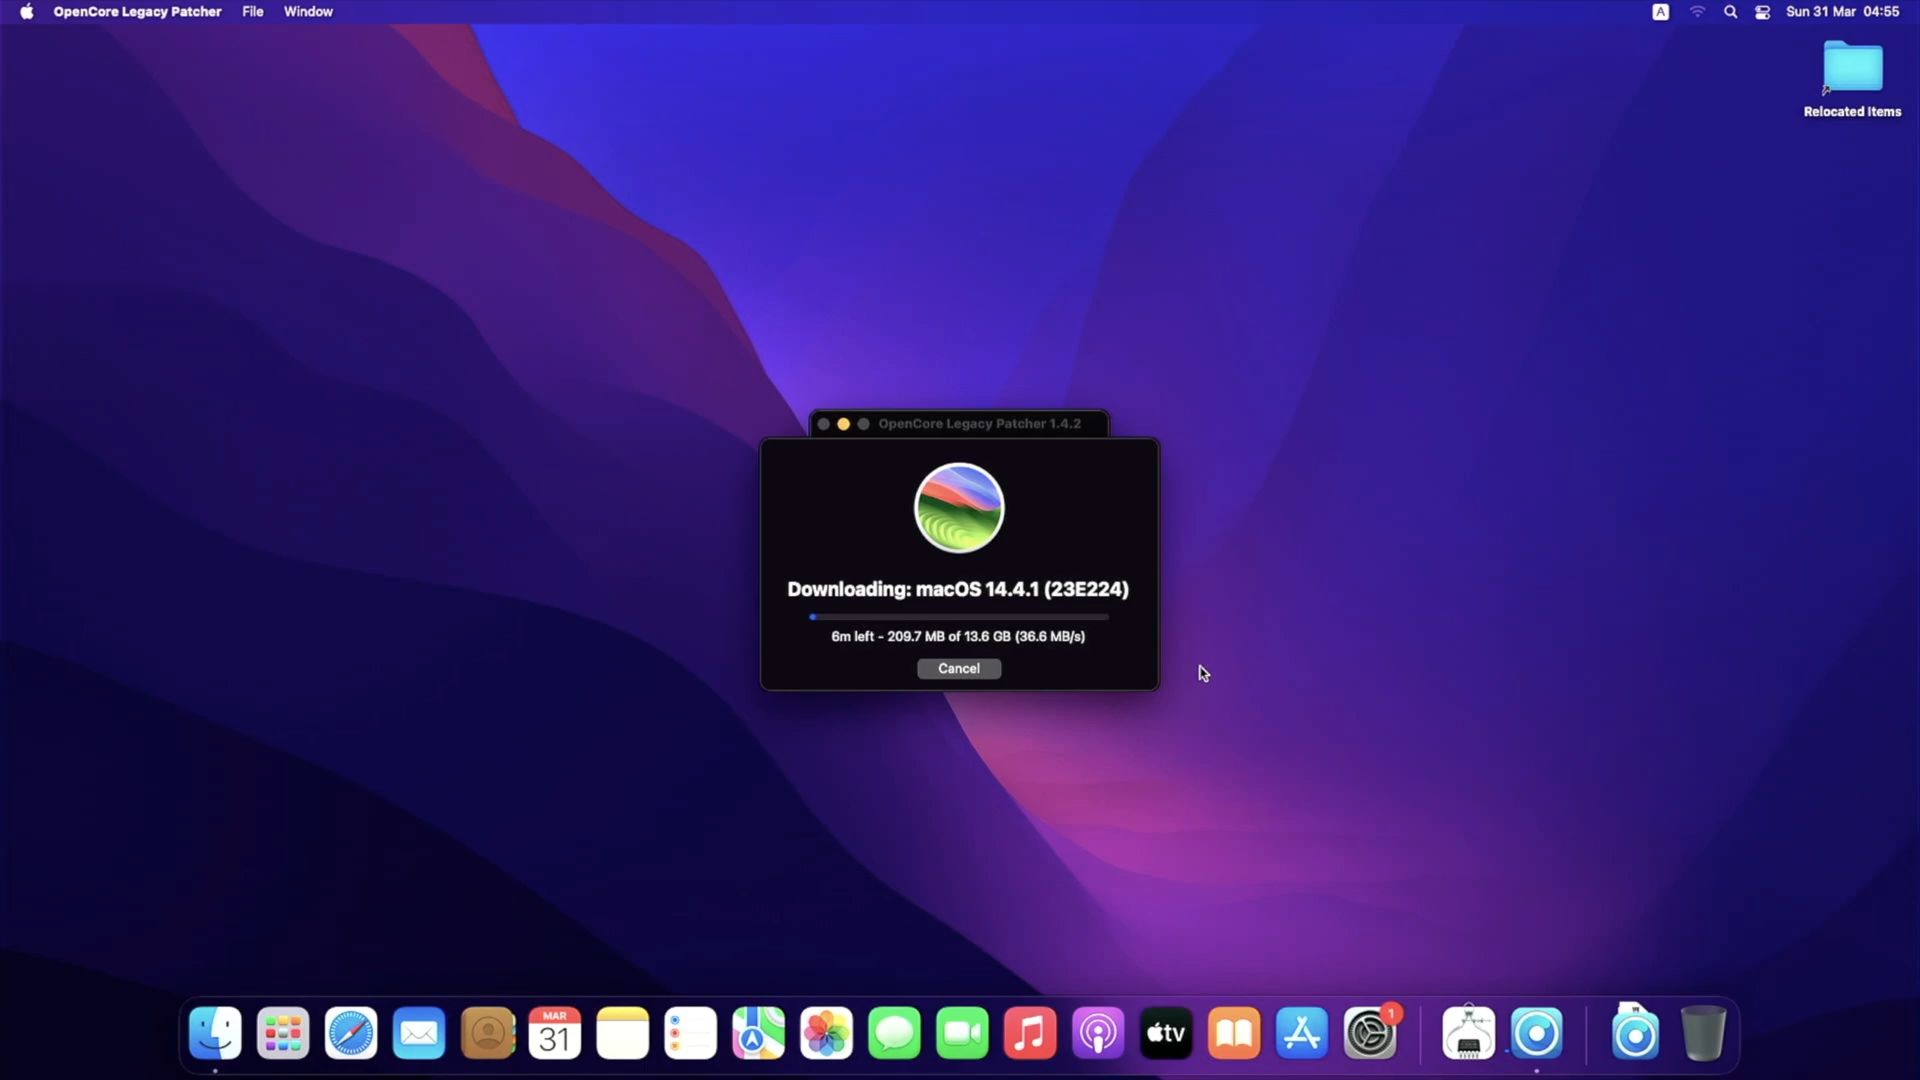 OpenCore Legacy Patcher File Window
A
Sun 31 Mar 04:55
Relocated Items
OpenCore Legacy Patcher 1.4.2
Downloading: macOS 14.4.1 (23E224)
6m left - 209.7 MB of 13.6 GB (36.6 MB/s)
Cancel
MAR
31
tv
1